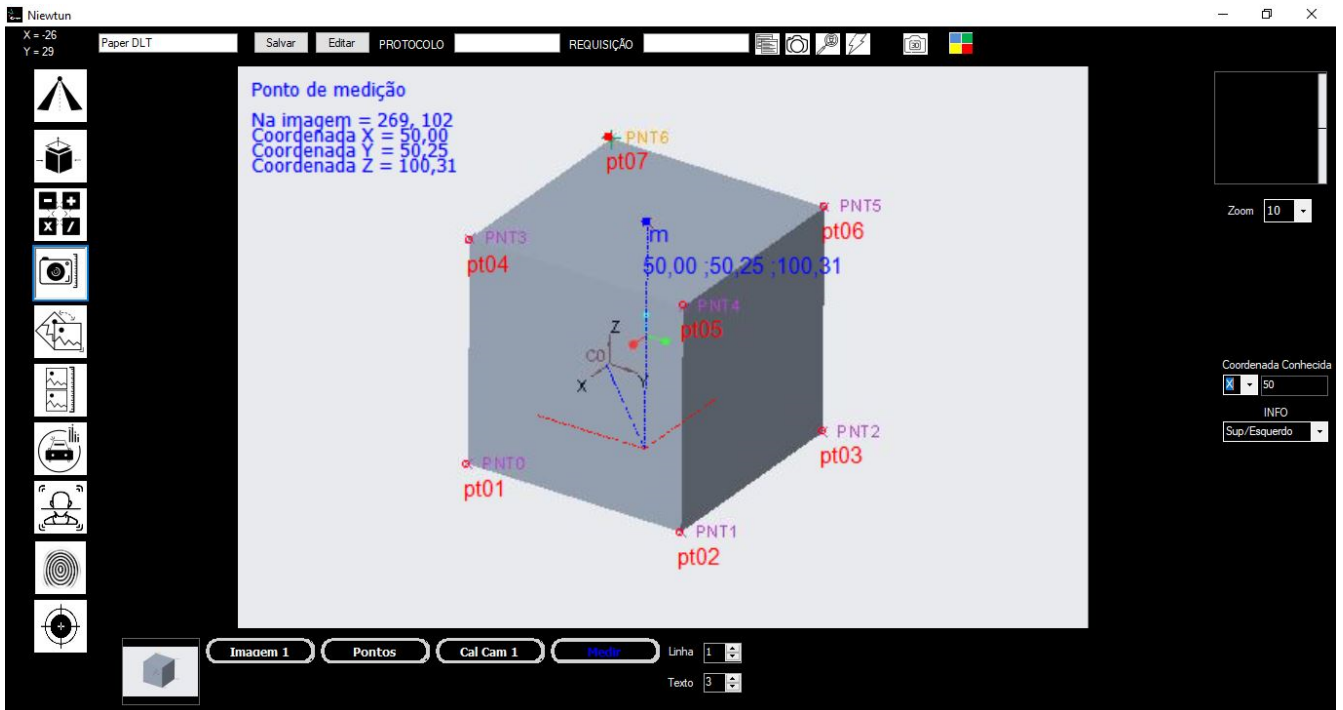 Niewtun
X = -26
Y = 29
Paper DLT
Salvar
Editar
PROTOCOLO
REQUISIÇÃO
3D
Ponto de medição
Na imagem = 269, 102
Coordenada X = 50,00
Coordenada Y = 50,25
Coordenada Z = 100,31
PNT6
pt07
PNT5
pt06
PNT3
pt04
m
50,00 ;50,25 ;100,31
PNT4
pt05
Z
C0
X
Y
PNT2
pt03
PNT0
pt01
PNT1
pt02
Zoom 10
Coordenada Conhecida
X 50
INFO
Sup/Esquerdo
Imagem 1
Pontos
Cal Cam 1
Medir
Linha 1
Texto 3